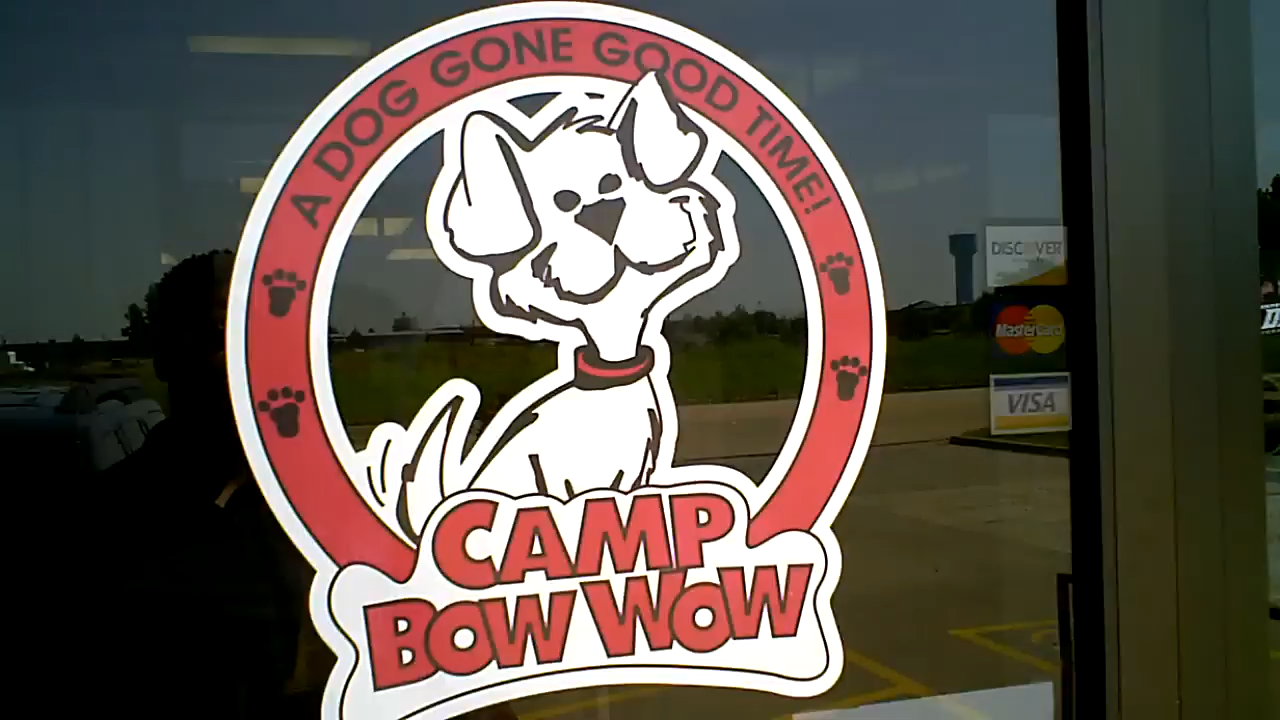 A DOG GONE GOOD TIME!
CAMP
BOW WOW
DISCOVER
MasterCard
VISA